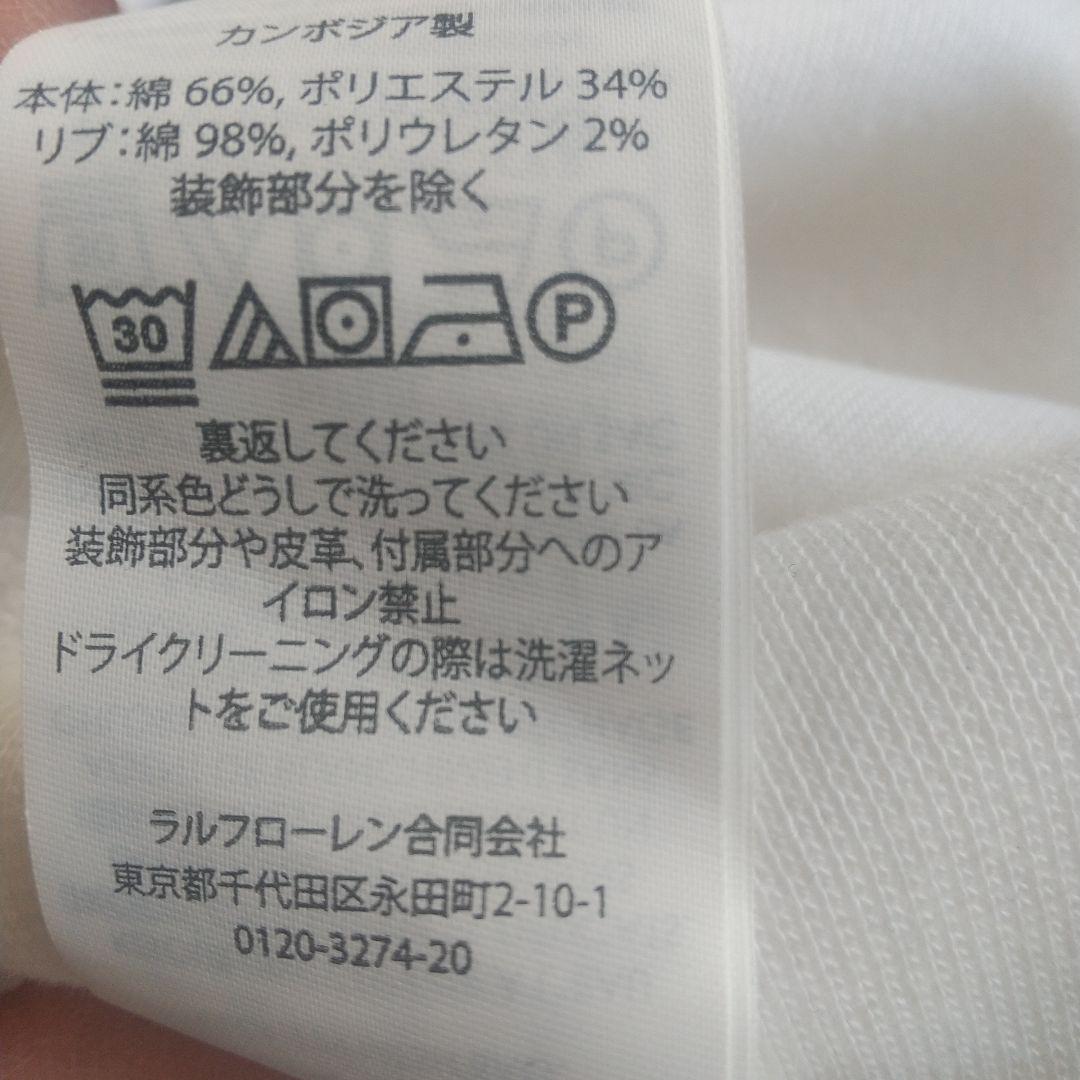 カンボジア製
本体：綿 66%, ポリエステル 34%
リブ：綿 98%, ポリウレタン 2%
装飾部分を除く
30 P
裏返してください
同系色どうしで洗ってください
装飾部分や皮革、付属部分へのア
イロン禁止
ドライクリーニングの際は洗濯ネッ
トをご使用ください
ラルフローレン合同会社
東京都千代田区永田町2-10-1
0120-3274-20